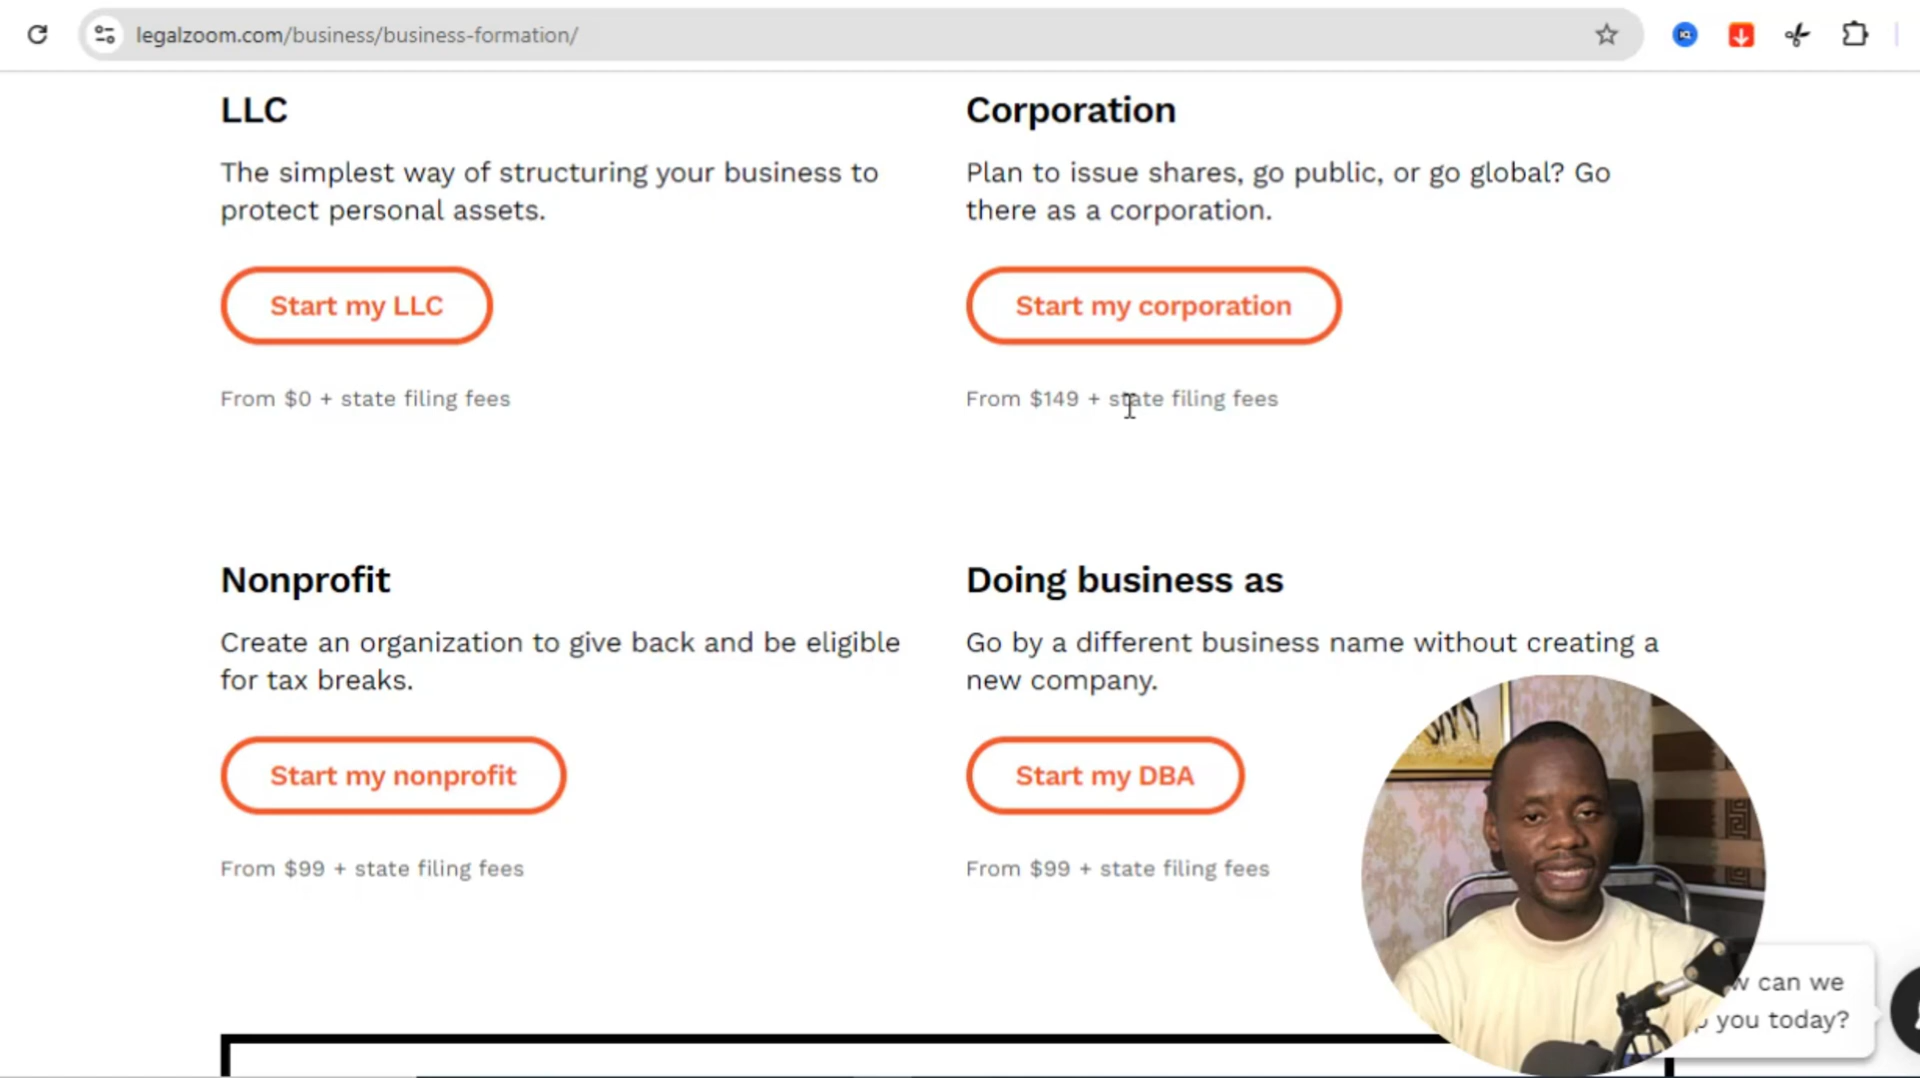 legalzoom.com/business/business-formation/
LLC
The simplest way of structuring your business to
protect personal assets.
Start my LLC
From $0 + state filing fees
Corporation
Plan to issue shares, go public, or go global? Go
there as a corporation.
Start my corporation
From $149 + state filing fees
Nonprofit
Create an organization to give back and be eligible
for tax breaks.
Start my nonprofit
From $99 + state filing fees
Doing business as
Go by a different business name without creating a
new company.
Start my DBA
From $99 + state filing fees
can we
you today?